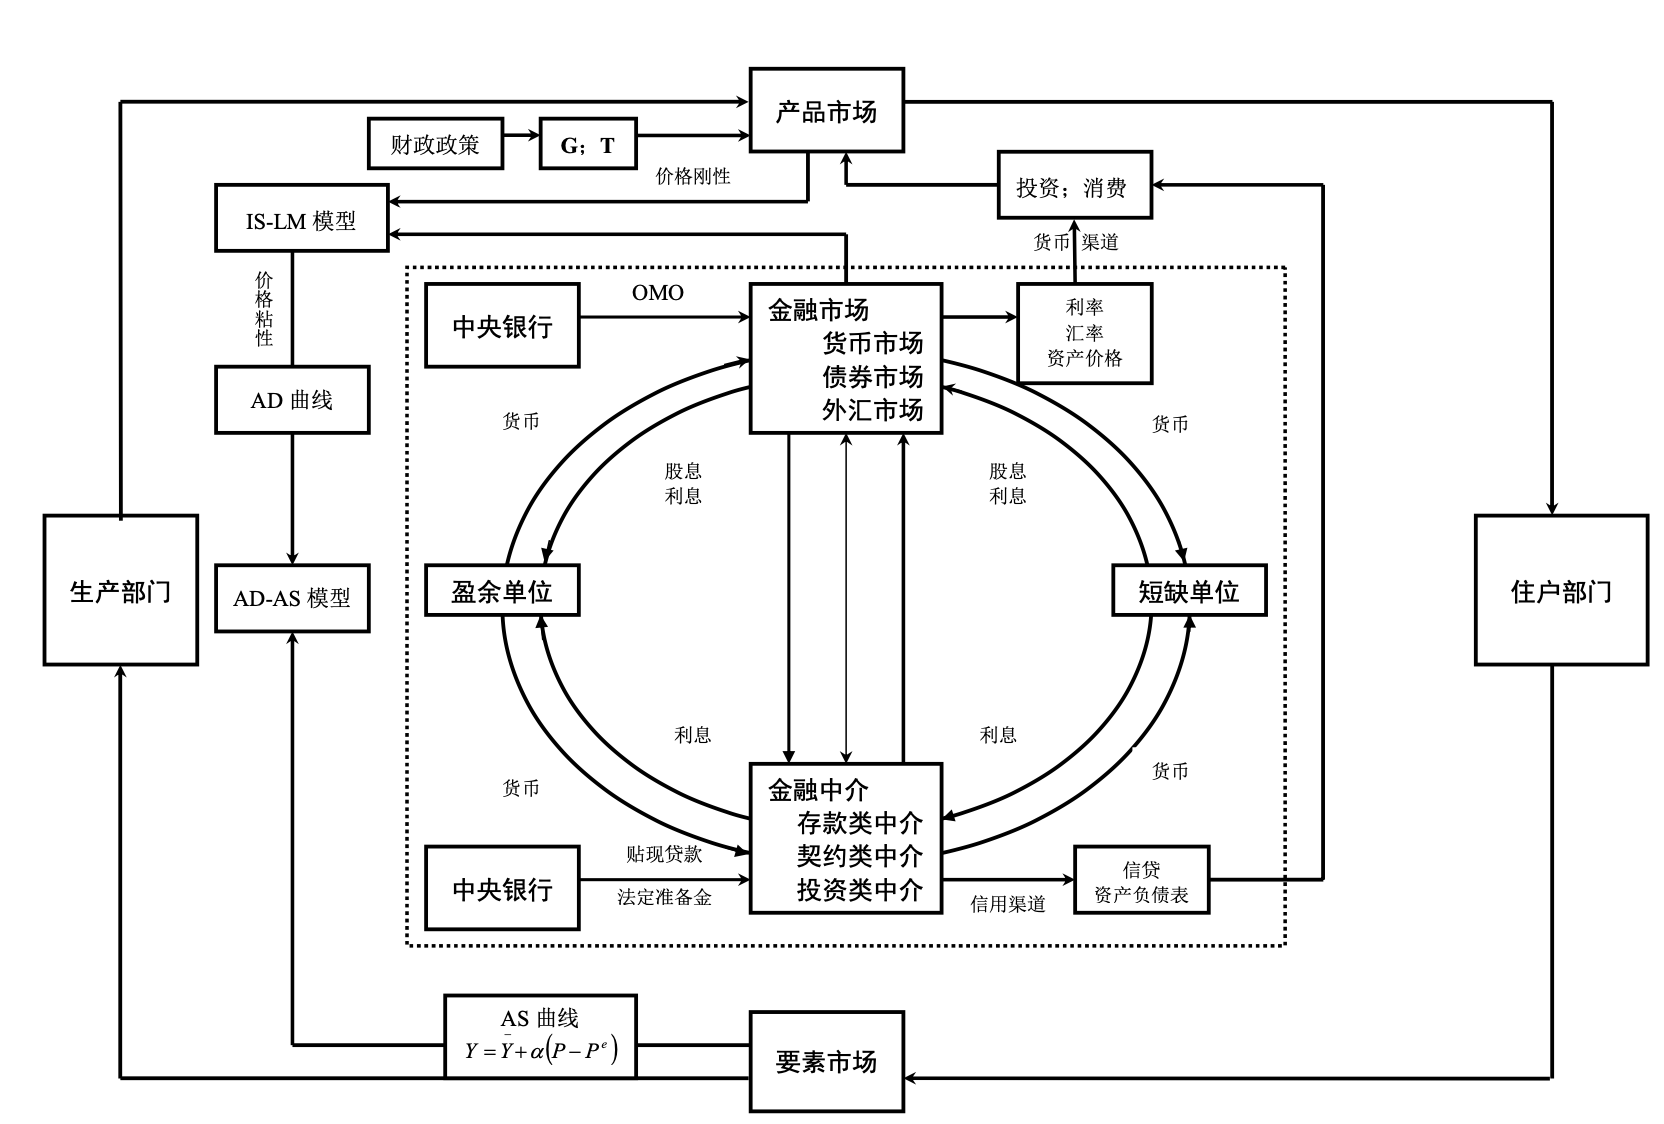 产品市场
财政政策
G；T
价格刚性
投资；消费
IS-LM 模型
货币 渠道
价
格
粘
性
中央银行
OMO
金融市场
货币市场
债券市场
外汇市场
利率
汇率
资产价格
AD 曲线
货币
货币
股息
利息
股息
利息
生产部门
AD-AS 模型
盈余单位
短缺单位
住户部门
利息
利息
货币
货币
金融中介
存款类中介
契约类中介
投资类中介
中央银行
贴现贷款
法定准备金
信用渠道
信贷
资产负债表
AS 曲线
Y = Ȳ + α(P − Pᵉ)
要素市场